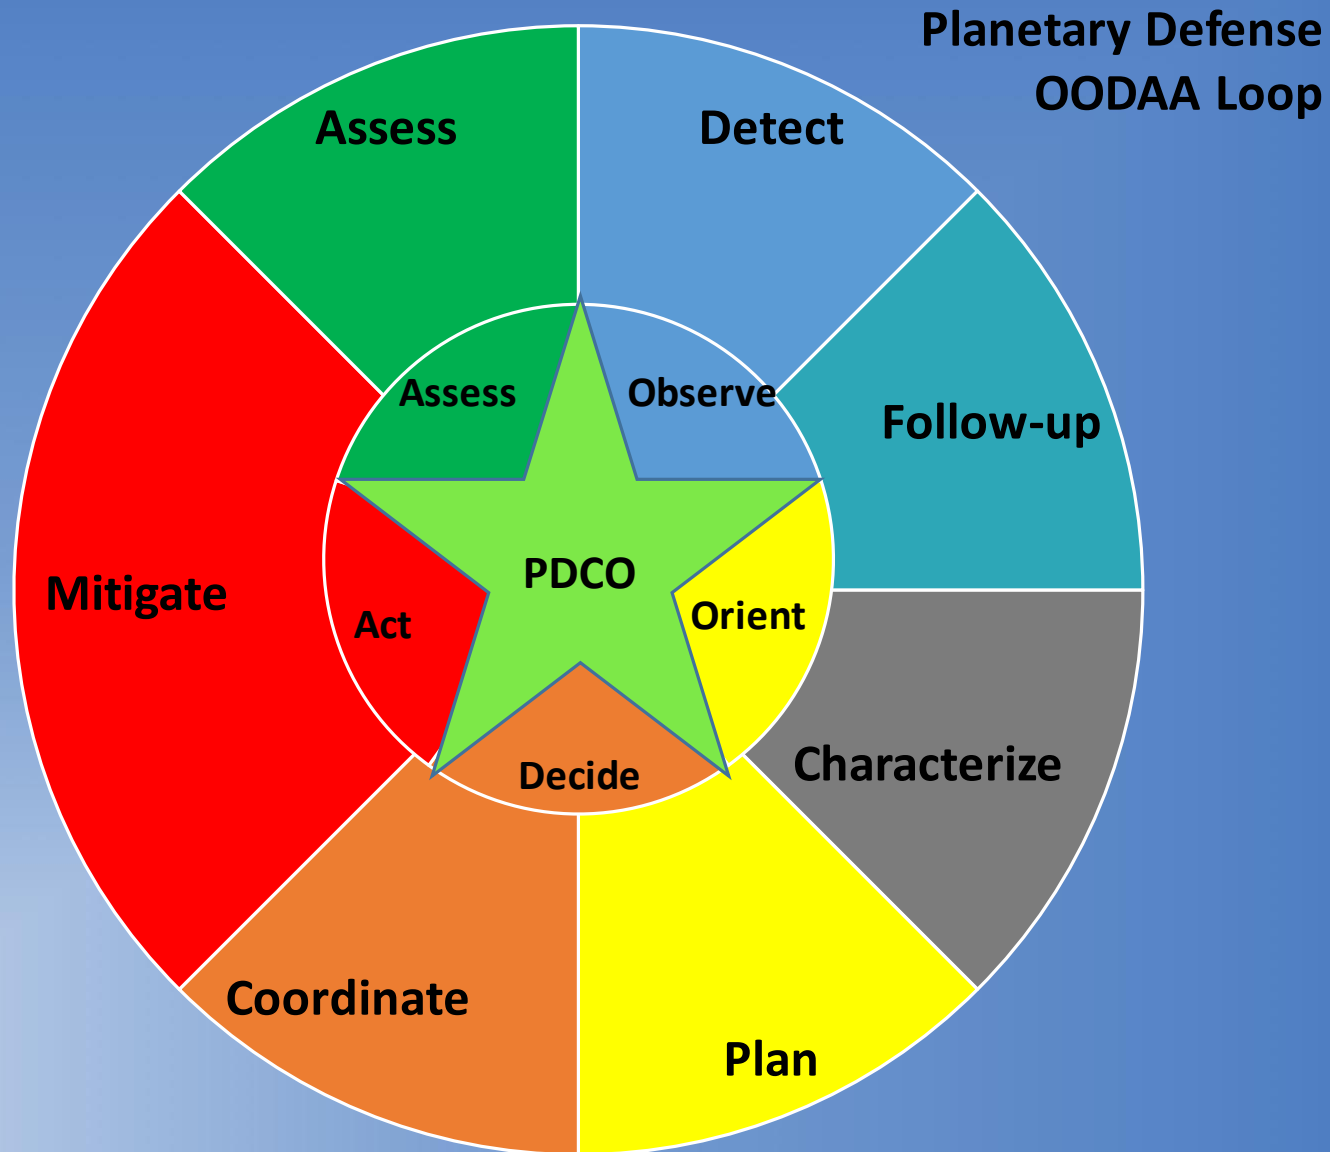 Planetary Defense
OODAA Loop
Assess
Detect
Assess
Observe
Follow-up
PDCO
Mitigate
Act
Orient
Characterize
Decide
Coordinate
Plan